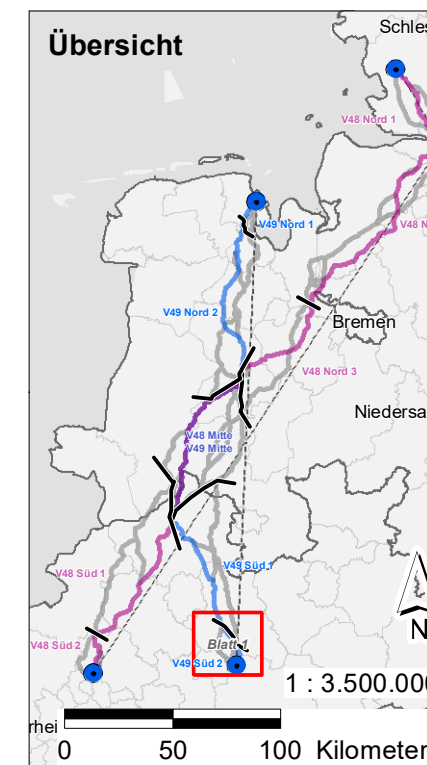 Übersicht
Schles
V48 Nord 1
V49 Nord 1
V48 N
V49 Nord 2
Bremen
V48 Nord 3
V48 Mitte
V49 Mitte
Niedersa
V48 Süd 1
V49 Süd 1
V48 Süd 2
Blatt 1
V49 Süd 2
N
1 : 3.500.000
rhei
0 50 100 Kilometer